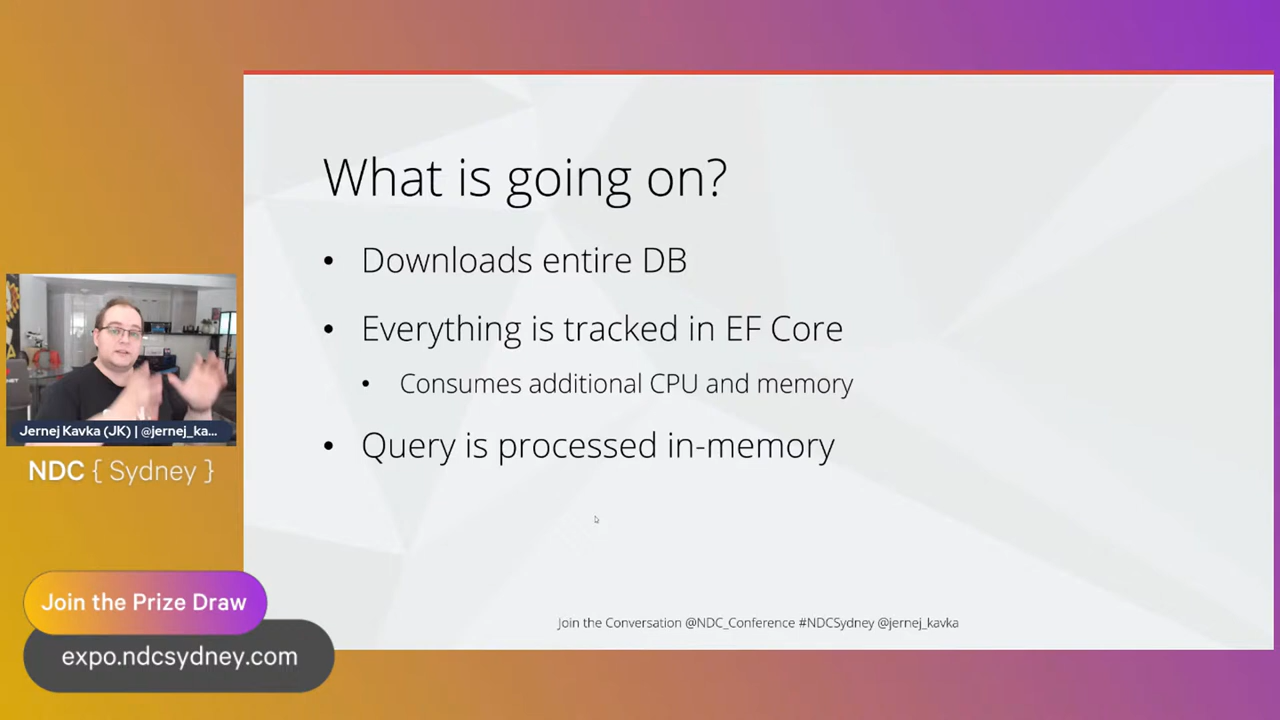 What is going on?
• Downloads entire DB
• Everything is tracked in EF Core
• Consumes additional CPU and memory
• Query is processed in-memory
Jernej Kavka (JK) | @jernej_ka...
NDC { Sydney }
Join the Prize Draw
expo.ndcsydney.com
Join the Conversation @NDC_Conference #NDCSydney @jernej_kavka